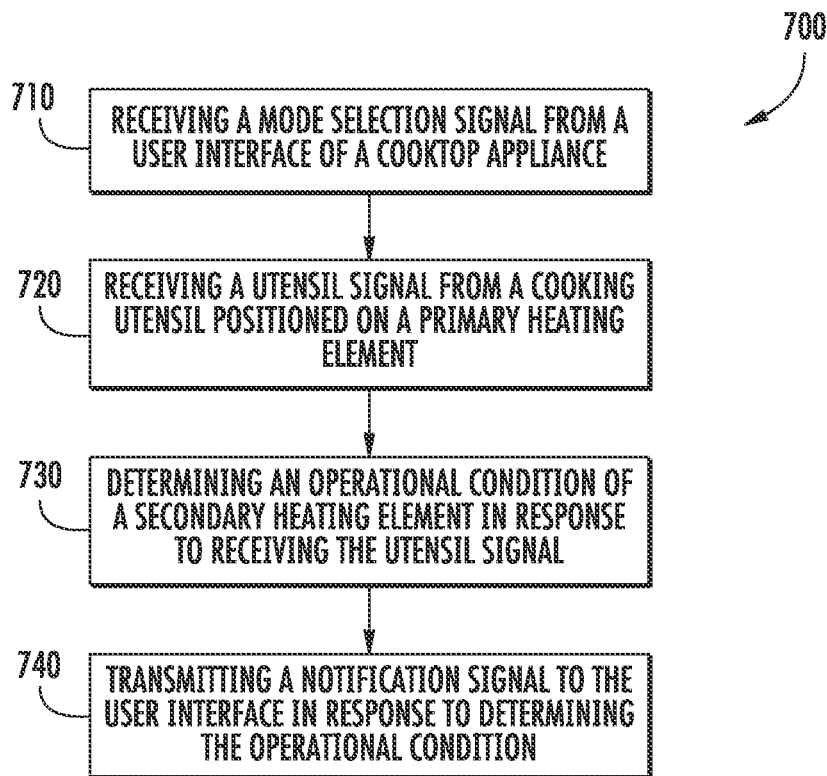 700
710
RECEIVING A MODE SELECTION SIGNAL FROM A
USER INTERFACE OF A COOKTOP APPLIANCE
720
RECEIVING A UTENSIL SIGNAL FROM A COOKING
UTENSIL POSITIONED ON A PRIMARY HEATING
ELEMENT
730
DETERMINING AN OPERATIONAL CONDITION OF
A SECONDARY HEATING ELEMENT IN RESPONSE
TO RECEIVING THE UTENSIL SIGNAL
740
TRANSMITTING A NOTIFICATION SIGNAL TO THE
USER INTERFACE IN RESPONSE TO DETERMINING
THE OPERATIONAL CONDITION